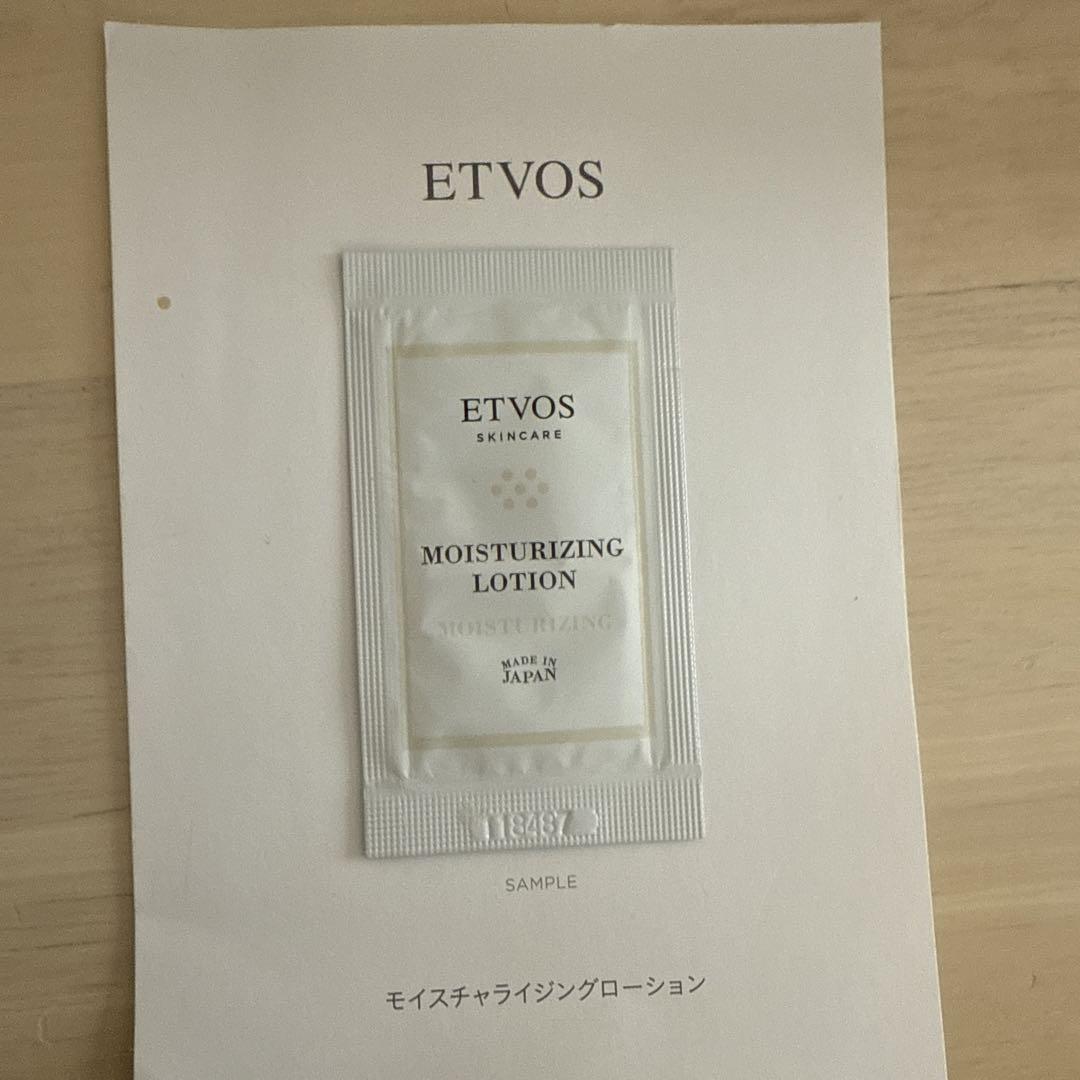 ETVOS
ETVOS
SKINCARE
MOISTURIZING
LOTION
MOISTURIZING
MADE IN
JAPAN
118487
SAMPLE
モイスチャライジングローション